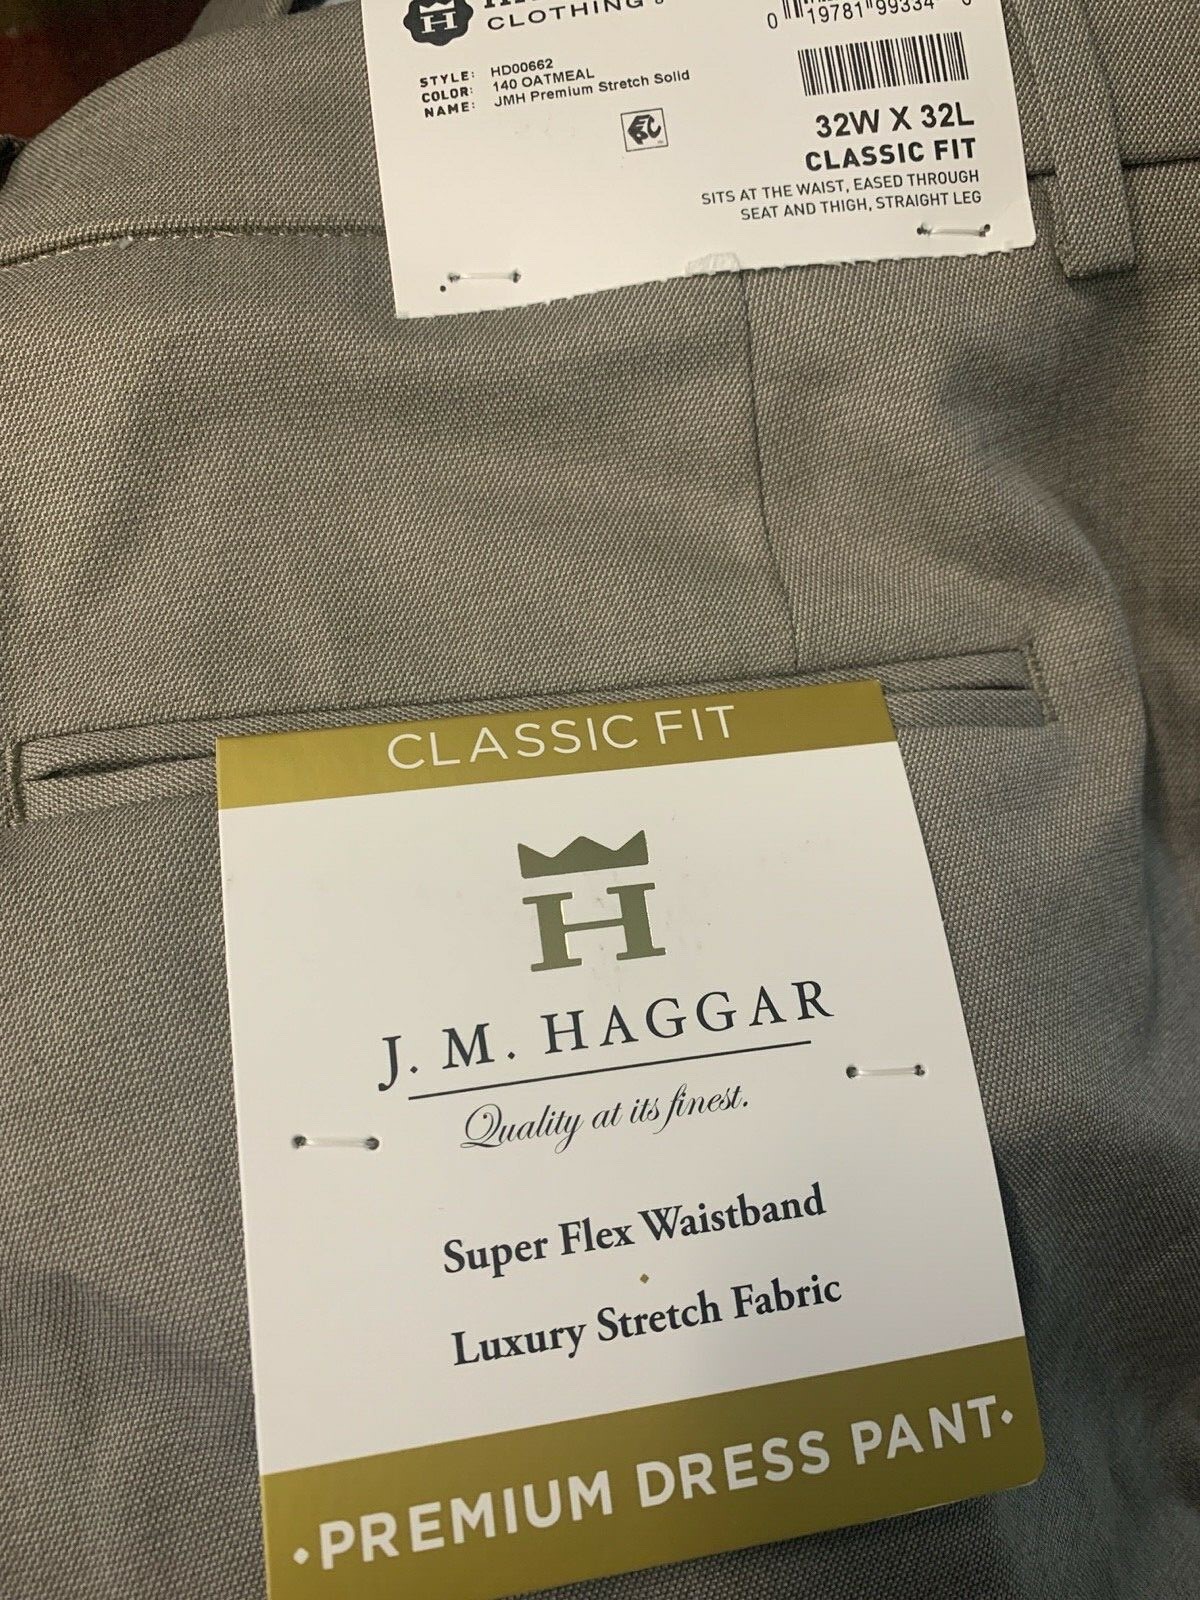 H
CLOTHING
STYLE: HD00662
COLOR: 140 OATMEAL
NAME: JMH Premium Stretch Solid
0 19781 99334
32W X 32L
CLASSIC FIT
SITS AT THE WAIST, EASED THROUGH
SEAT AND THIGH, STRAIGHT LEG
CLASSIC FIT
H
J. M. HAGGAR
Quality at its finest.
Super Flex Waistband
Luxury Stretch Fabric
• PREMIUM DRESS PANT •